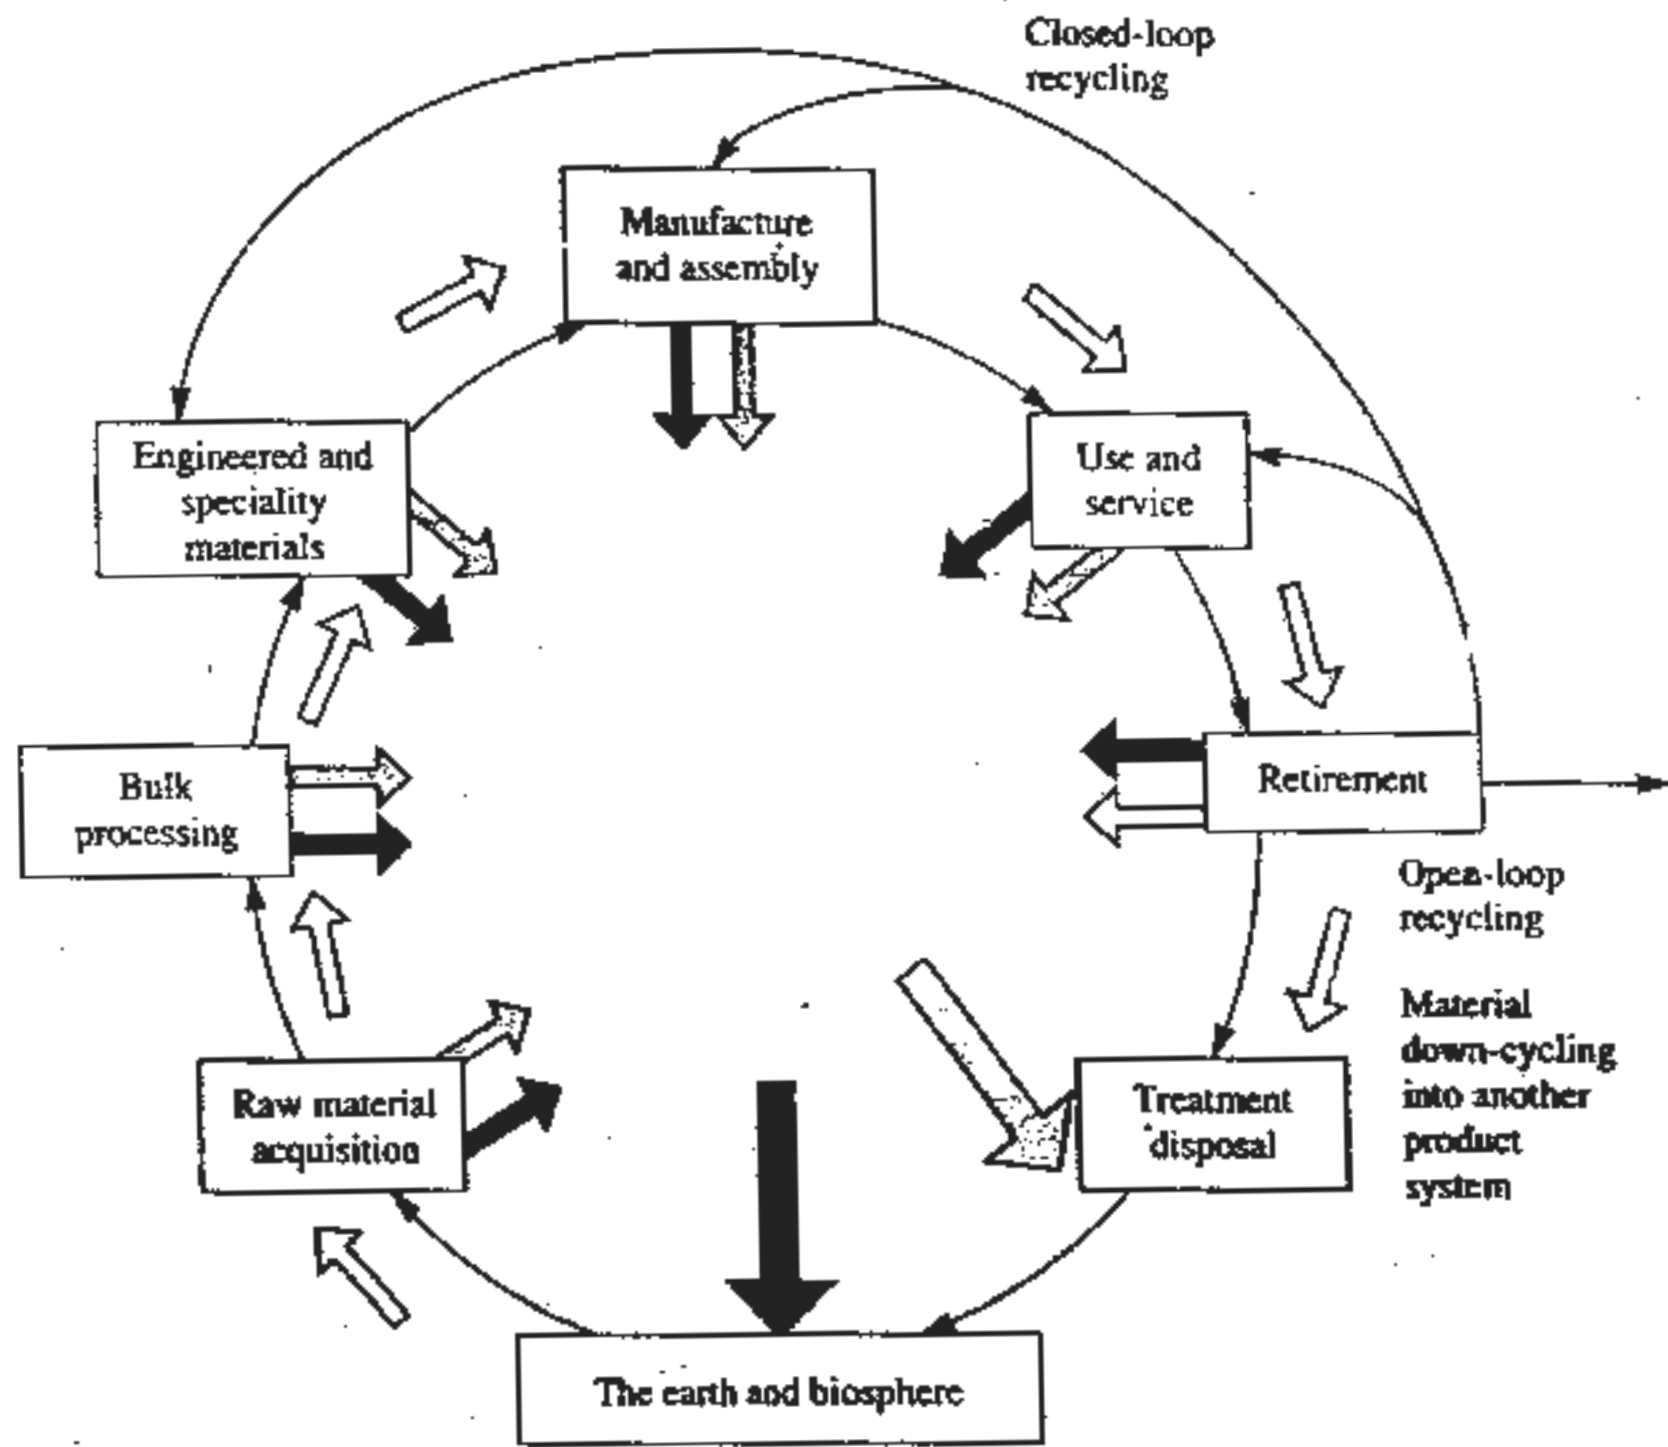 Closed-loop
recycling
Manufacture
and assembly
Engineered and
speciality
materials
Use and
service
Bulk
processing
Retirement
Open-loop
recycling
Material
down-cycling
into another
product
system
Raw material
acquisition
Treatment
disposal
The earth and biosphere